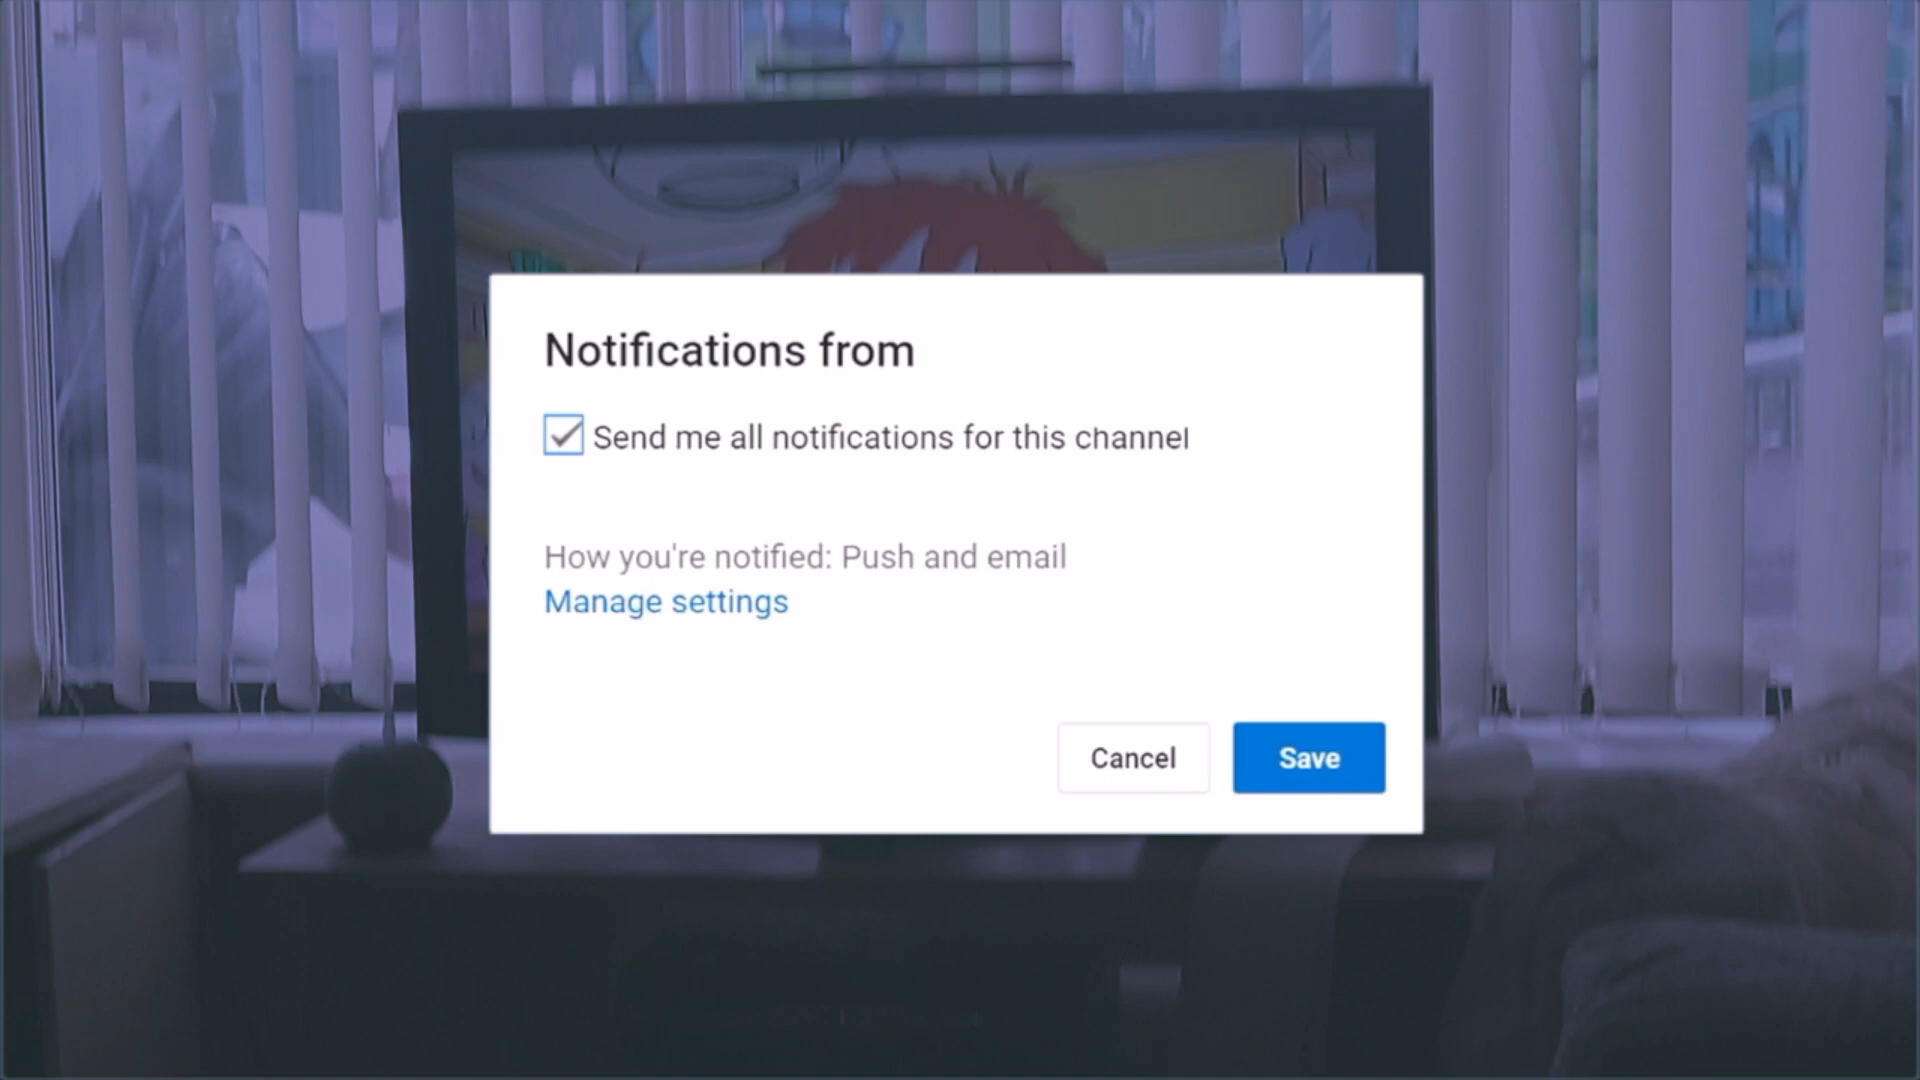 Notifications from
Send me all notifications for this channel
How you're notified: Push and email
Manage settings
Cancel
Save